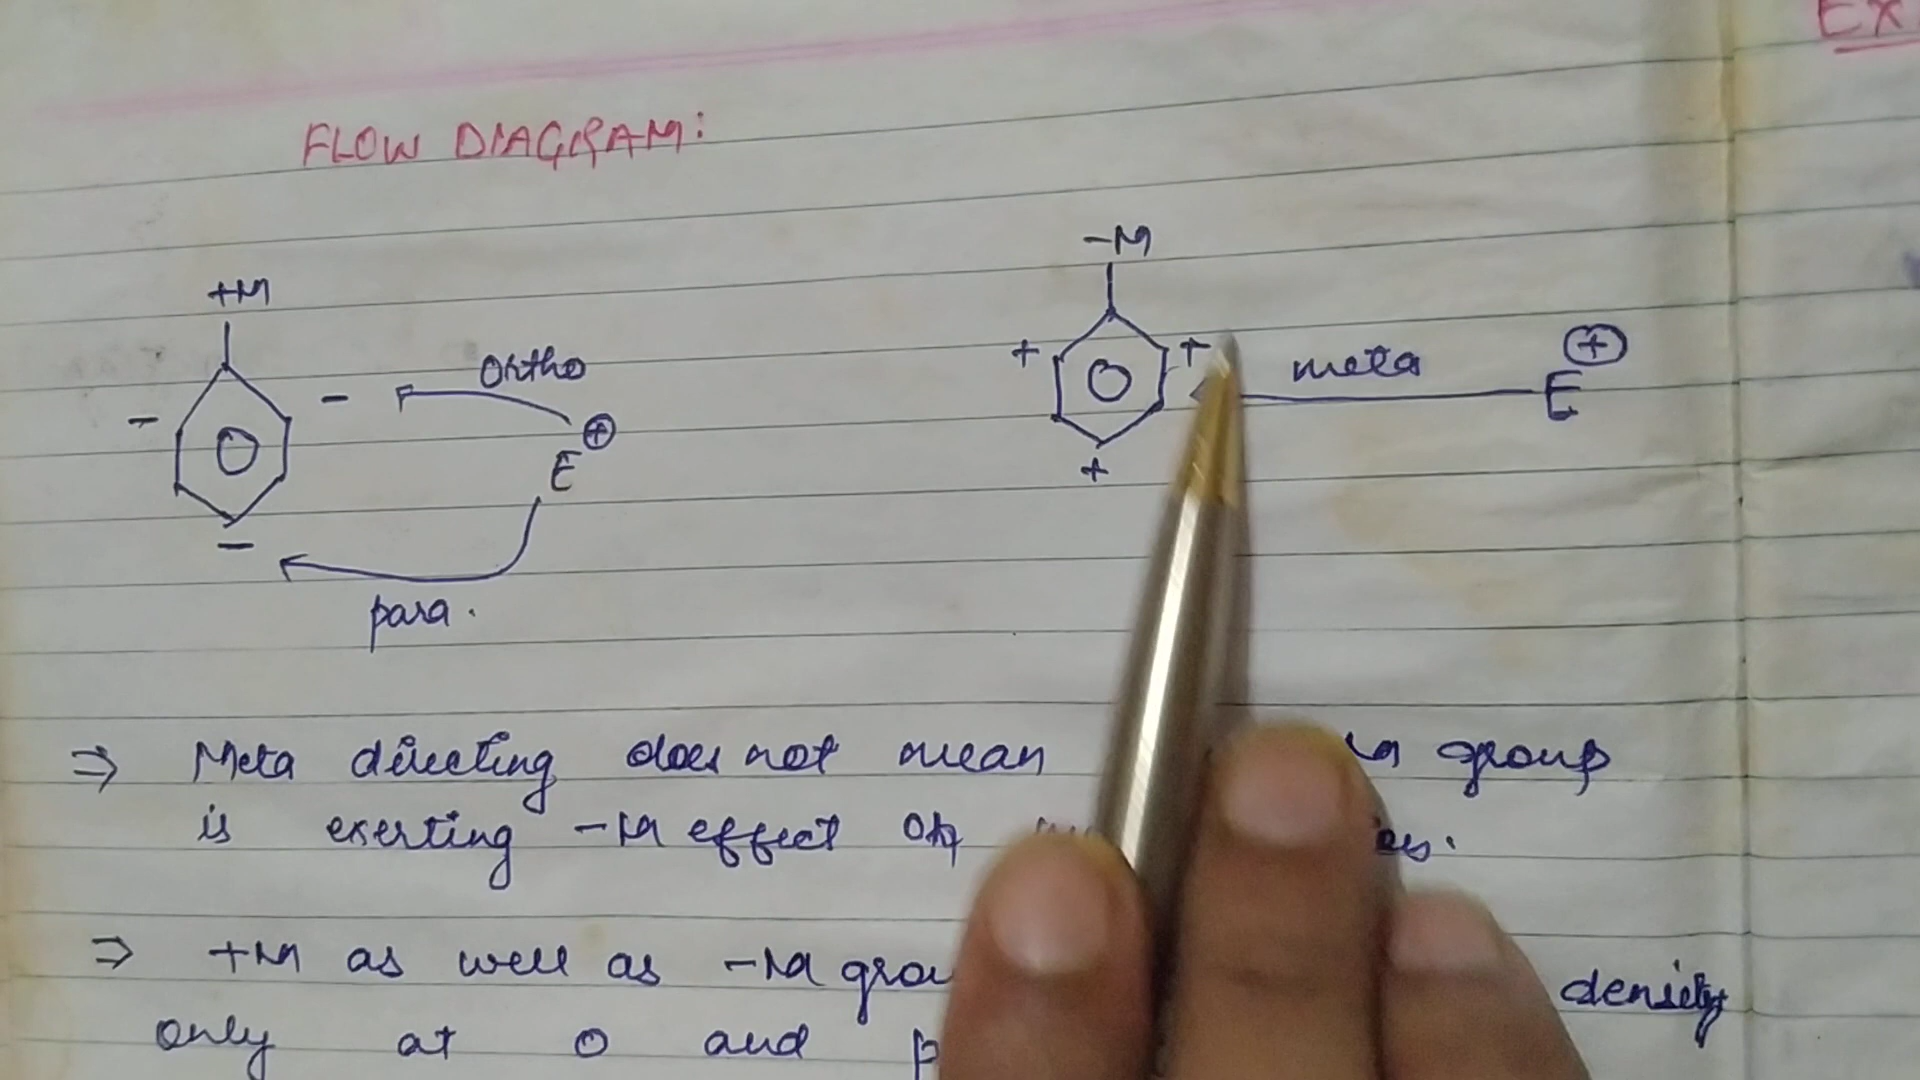 EX
FLOW DIAGRAM:
-M
+M
+ + meta E +
Ortho
- -
E +
+
-
para.
⇒ Meta directing does not mean group
is exerting -M effect on
⇒ +M as well as -M density
only at o and